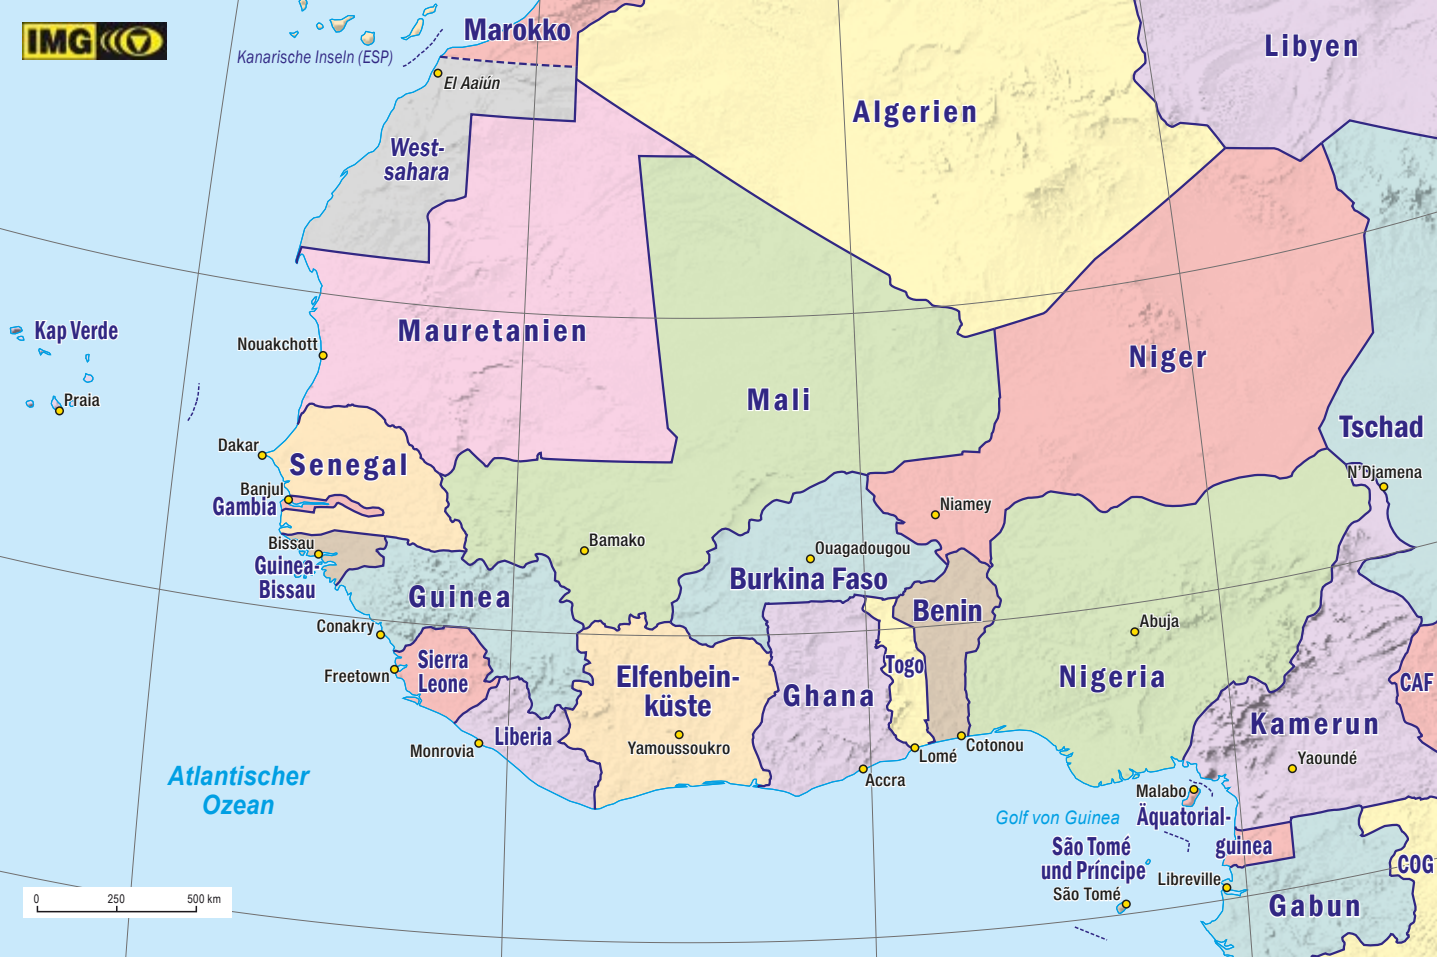 IMG
Marokko
Kanarische Inseln (ESP)
El Aaiún
Libyen
Algerien
West-
sahara
Kap Verde
Praia
Nouakchott
Mauretanien
Mali
Niger
Tschad
N'Djamena
Dakar
Senegal
Banjul
Gambia
Bissau
Guinea-
Bissau
Niamey
Bamako
Ouagadougou
Burkina Faso
Guinea
Benin
Conakry
Abuja
Freetown
Sierra
Leone
Elfenbein-
küste
Yamoussoukro
Ghana
Togo
Nigeria
CAF
Kamerun
Yaoundé
Monrovia
Liberia
Cotonou
Lomé
Accra
Atlantischer
Ozean
Malabo
Golf von Guinea
Äquatorial-
guinea
São Tomé
und Príncipe
São Tomé
Libreville
COG
Gabun
0 250 500 km